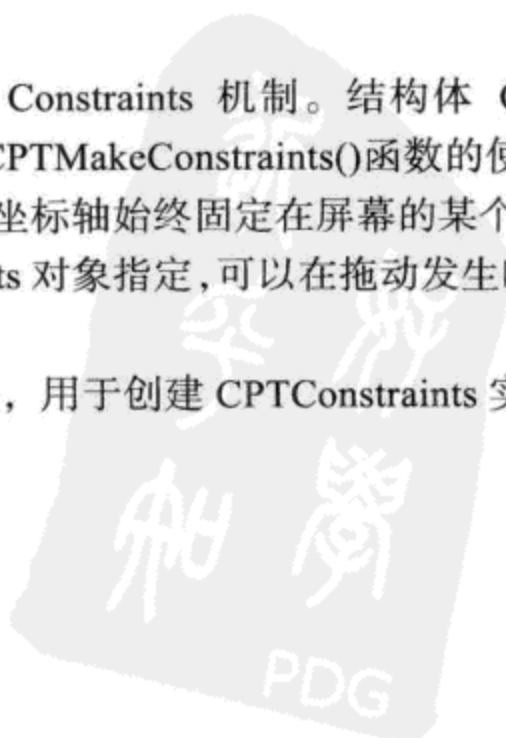 Constraints 机制。结构体
CPTMakeConstraints()函数的使
坐标轴始终固定在屏幕的某个
ts 对象指定,可以在拖动发生
,用于创建 CPTConstraints
PDG